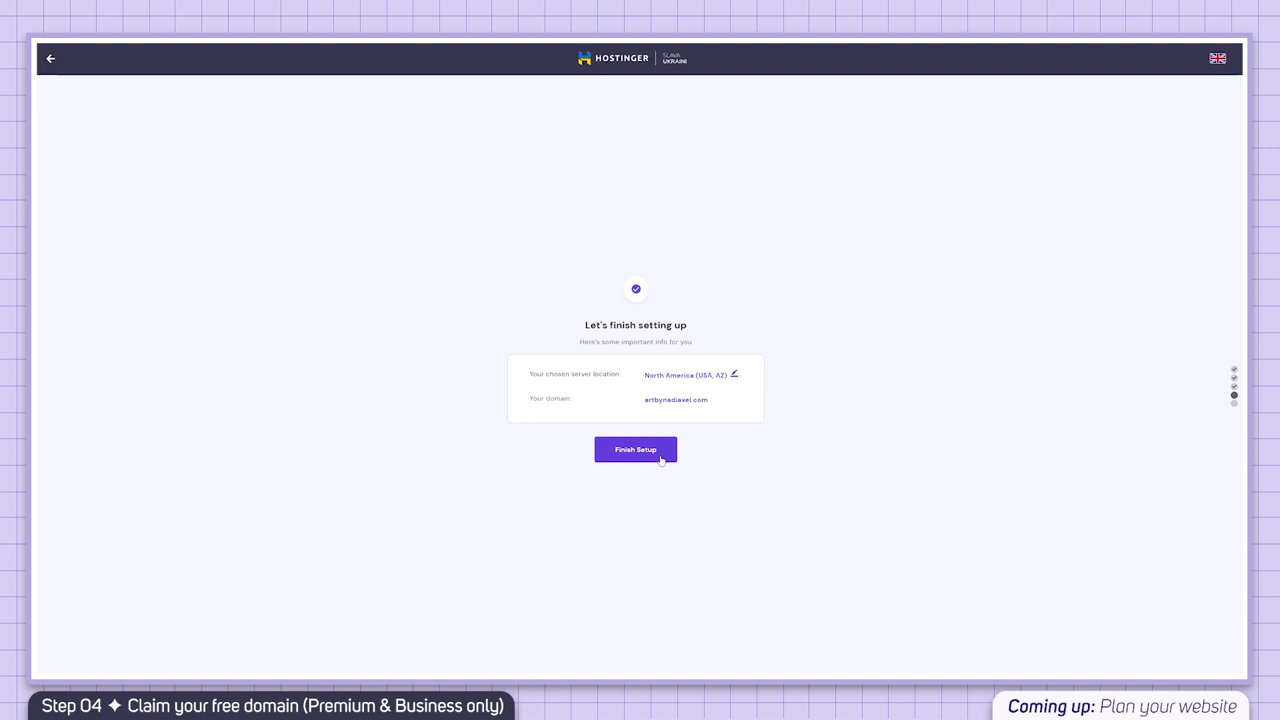 HOSTINGER
SLAVA
UKRAINI
Let's finish setting up
Here's some important info for you
Your chosen server location: North America (USA, AZ)
Your domain: artbynadiaxel.com
Finish Setup
Step 04 ✦ Claim your free domain (Premium & Business only)
Coming up: Plan your website